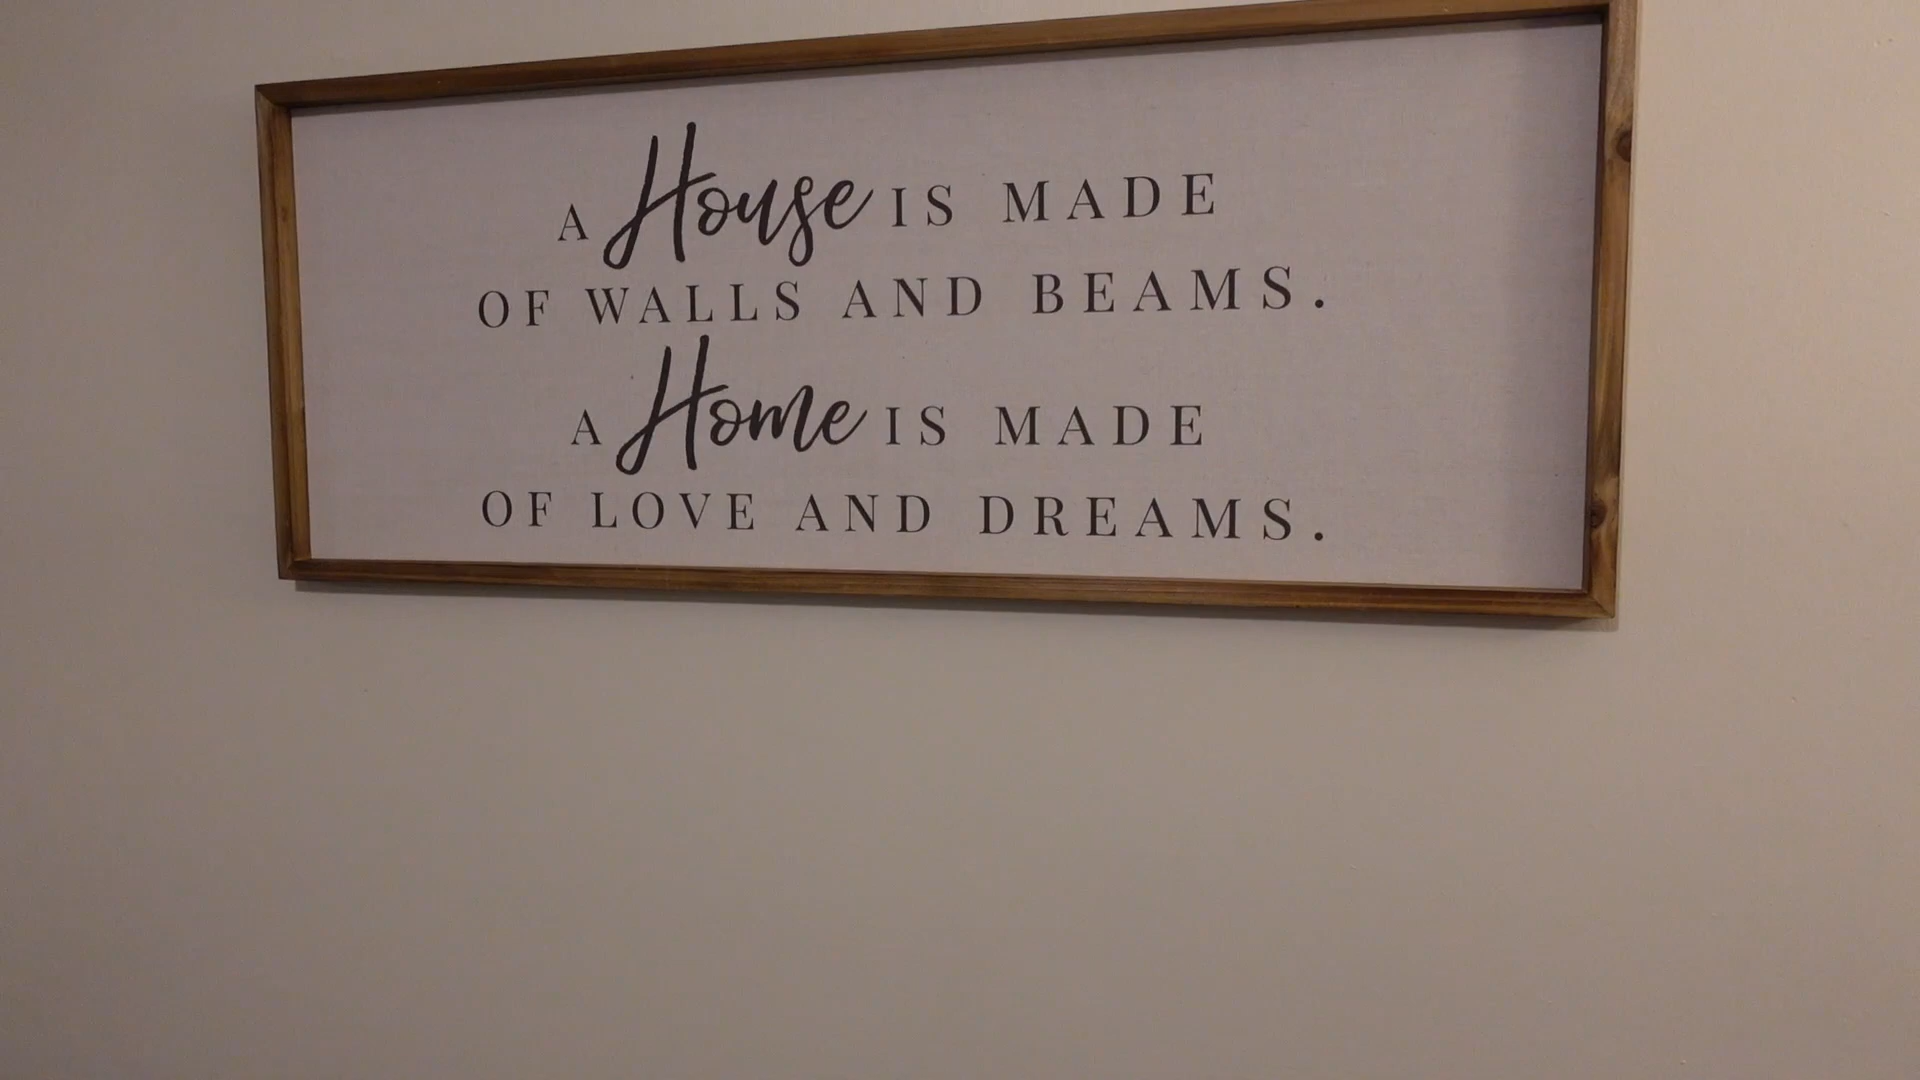 A House IS MADE
OF WALLS AND BEAMS.
A Home IS MADE
OF LOVE AND DREAMS.